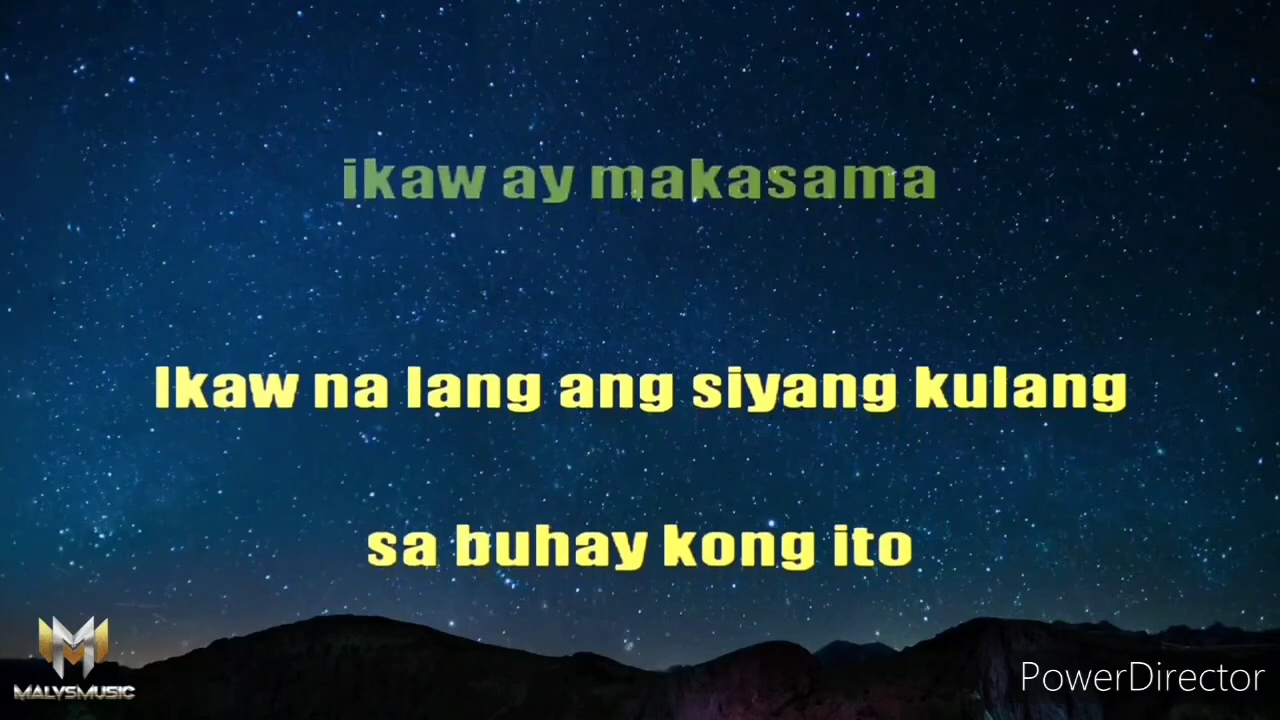 ikaw ay makasama
Ikaw na lang ang siyang kulang
sa buhay kong ito
MALYSMUSIC
PowerDirector